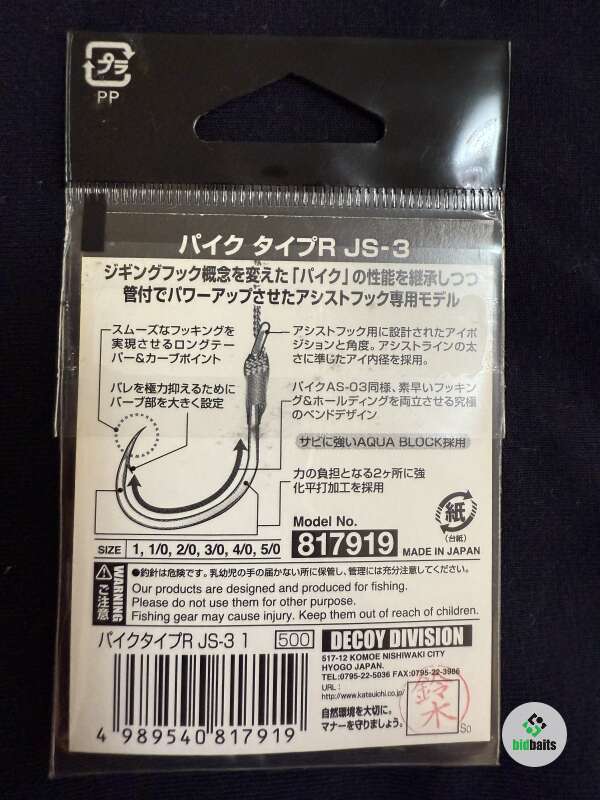 プラ
PP
パイク タイプR JS-3
ジギングフック概念を変えた「パイク」の性能を継承しつつ
管付でパワーアップさせたアシストフック専用モデル
スムーズなフッキングを
実現させるロングテー
パー&カーブポイント
アシストフック用に設計されたアイポ
ジションと角度。アシストラインの太
さに準じたアイ内径を採用。
バレを極力抑えるために
バーブ部を大きく設定
パイクAS-03同様、素早いフッキン
グ&ホールディングを両立させる究極
のベンドデザイン
サビに強いAQUA BLOCK採用
力の負担となる2ヶ所に強
化平打加工を採用
紙
(台紙)
Model No.
SIZE 1, 1/0, 2/0, 3/0, 4/0, 5/0
817919 MADE IN JAPAN
WARNING
ご注意
●釣針は危険です。乳幼児の手の届かない所に保管し、管理には充分注意してください。
Our products are designed and produced for fishing.
Please do not use them for other purpose.
Fishing gear may cause injury. Keep them out of reach of children.
パイクタイプR JS-3 1 500
DECOY DIVISION
517-12 KOMOE NISHIWAKI CITY
HYOGO JAPAN.
TEL:0795-22-5036 FAX:0795-22-3966
URL :
http://www.katsuichi.co.jp/
自然環境を大切に。
マナーを守りましょう。
鈴木
So
4 989540 817919
bidbaits